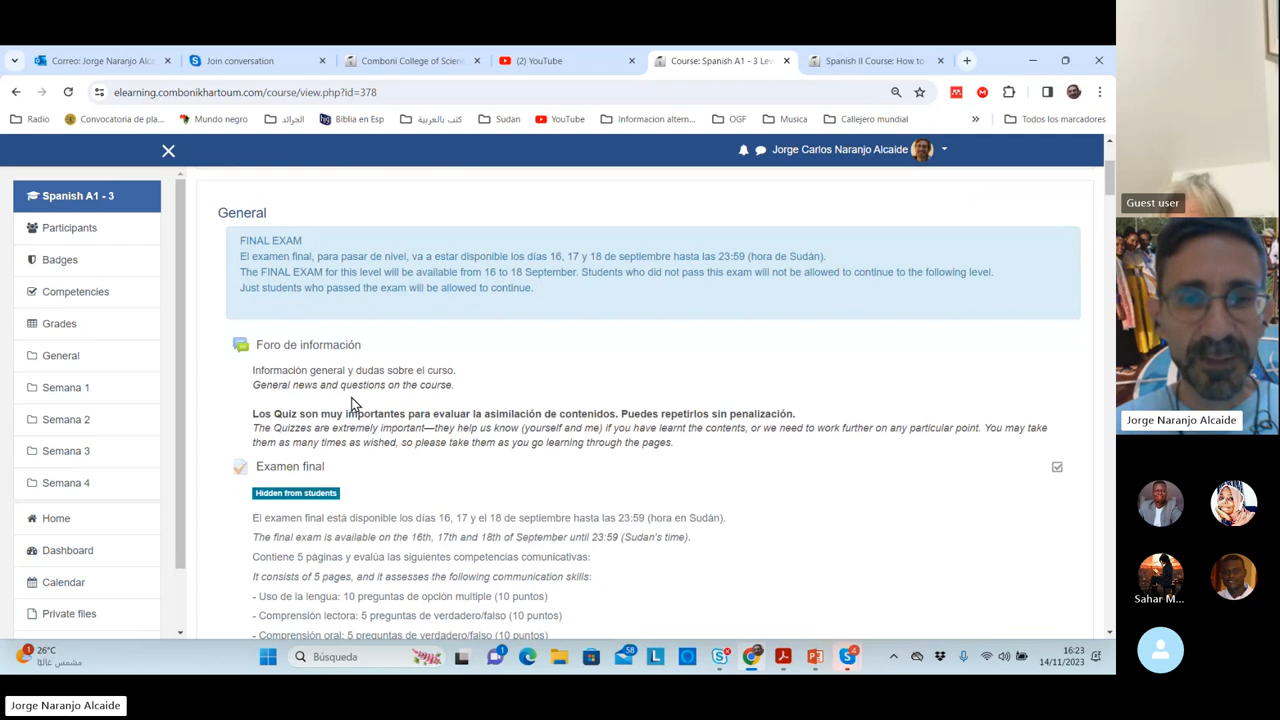 Correo: Jorge Naranjo Alca
Join conversation
Comboni College of Scien
(2) YouTube
Course: Spanish A1 - 3 Lev
Spanish II Course: How to
elearning.combonikhartoum.com/course/view.php?id=378
Radio
Convocatoria de pla...
Mundo negro
الجرائد
Biblia en Esp
كتب بالعربية
Sudan
YouTube
Informacion altern...
OGF
Musica
Callejero mundial
»
Todos los marcadores
Jorge Carlos Naranjo Alcaide
Spanish A1 - 3
Participants
Badges
Competencies
Grades
General
Semana 1
Semana 2
Semana 3
Semana 4
Home
Dashboard
Calendar
Private files
General
FINAL EXAM
El examen final, para pasar de nivel, va a estar disponible los días 16, 17 y 18 de septiembre hasta las 23:59 (hora de Sudán).
The FINAL EXAM for this level will be available from 16 to 18 September. Students who did not pass this exam will not be allowed to continue to the following level.
Just students who passed the exam will be allowed to continue.
Foro de información
Información general y dudas sobre el curso.
General news and questions on the course.
Los Quiz son muy importantes para evaluar la asimilación de contenidos. Puedes repetirlos sin penalización.
The Quizzes are extremely important—they help us know (yourself and me) if you have learnt the contents, or we need to work further on any particular point. You may take
them as many times as wished, so please take them as you go learning through the pages.
Examen final
Hidden from students
El examen final está disponible los días 16, 17 y el 18 de septiembre hasta las 23:59 (hora en Sudán).
The final exam is available on the 16th, 17th and 18th of September until 23:59 (Sudan's time).
Contiene 5 páginas y evalúa las siguientes competencias comunicativas:
It consists of 5 pages, and it assesses the following communication skills:
- Uso de la lengua: 10 preguntas de opción multiple (10 puntos)
- Comprensión lectora: 5 preguntas de verdadero/falso (10 puntos)
- Comprensión oral: 5 preguntas de verdadero/falso (10 puntos)
26°C
مشمس غالبًا
Búsqueda
58
16:23
14/11/2023
Guest user
Jorge Naranjo Alcaide
Sahar M...
Jorge Naranjo Alcaide